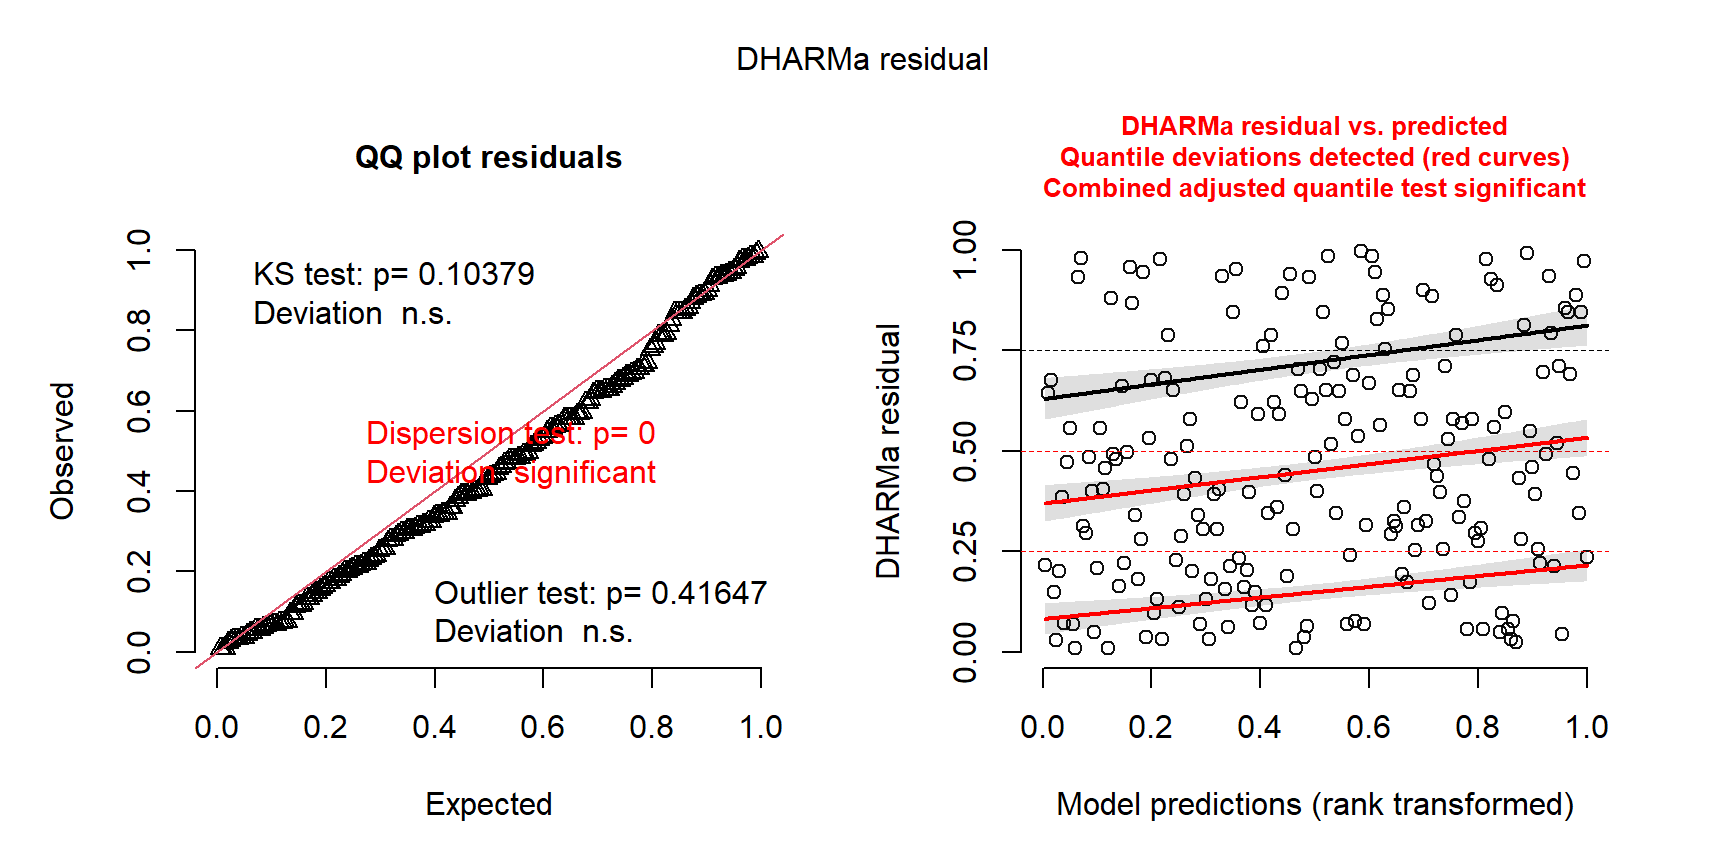 DHARMa residual
QQ plot residuals
KS test: p= 0.10379
Deviation  n.s.
Dispersion test: p= 0
Deviation  significant
Outlier test: p= 0.41647
Deviation  n.s.
Observed
0.0 0.2 0.4 0.6 0.8 1.0
0.0 0.2 0.4 0.6 0.8 1.0
Expected
DHARMa residual vs. predicted
Quantile deviations detected (red curves)
Combined adjusted quantile test significant
DHARMa residual
0.00 0.25 0.50 0.75 1.00
0.0 0.2 0.4 0.6 0.8 1.0
Model predictions (rank transformed)